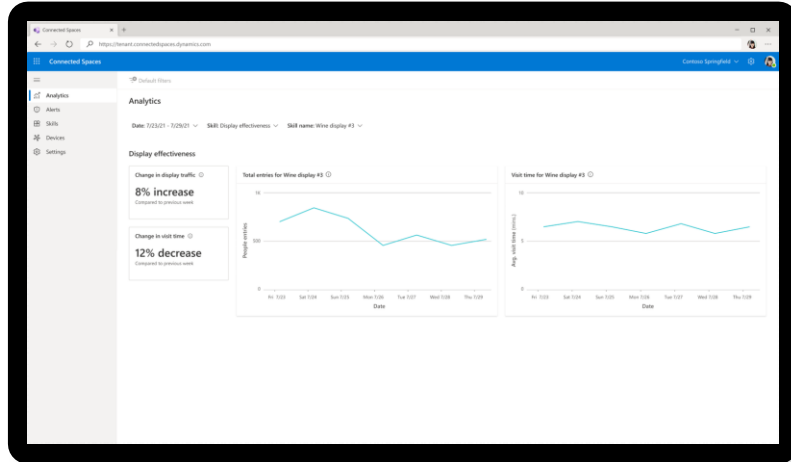 Connected Spaces
https://tenant.connectedspaces.dynamics.com
Connected Spaces
Contoso Springfield
Default filters
Analytics
Alerts
Skills
Devices
Settings
Analytics
Date: 7/23/21 - 7/29/21 Skill: Display effectiveness Skill name: Wine display #3
Display effectiveness
Change in display traffic
8% increase
Compared to previous week
Change in visit time
12% decrease
Compared to previous week
Total entries for Wine display #3
1K
500
0
People entries
Fri 7/23 Sat 7/24 Sun 7/25 Mon 7/26 Tue 7/27 Wed 7/28 Thu 7/29
Date
Visit time for Wine display #3
10
5
0
Avg. visit time (mins.)
Fri 7/23 Sat 7/24 Sun 7/25 Mon 7/26 Tue 7/27 Wed 7/28 Thu 7/29
Date